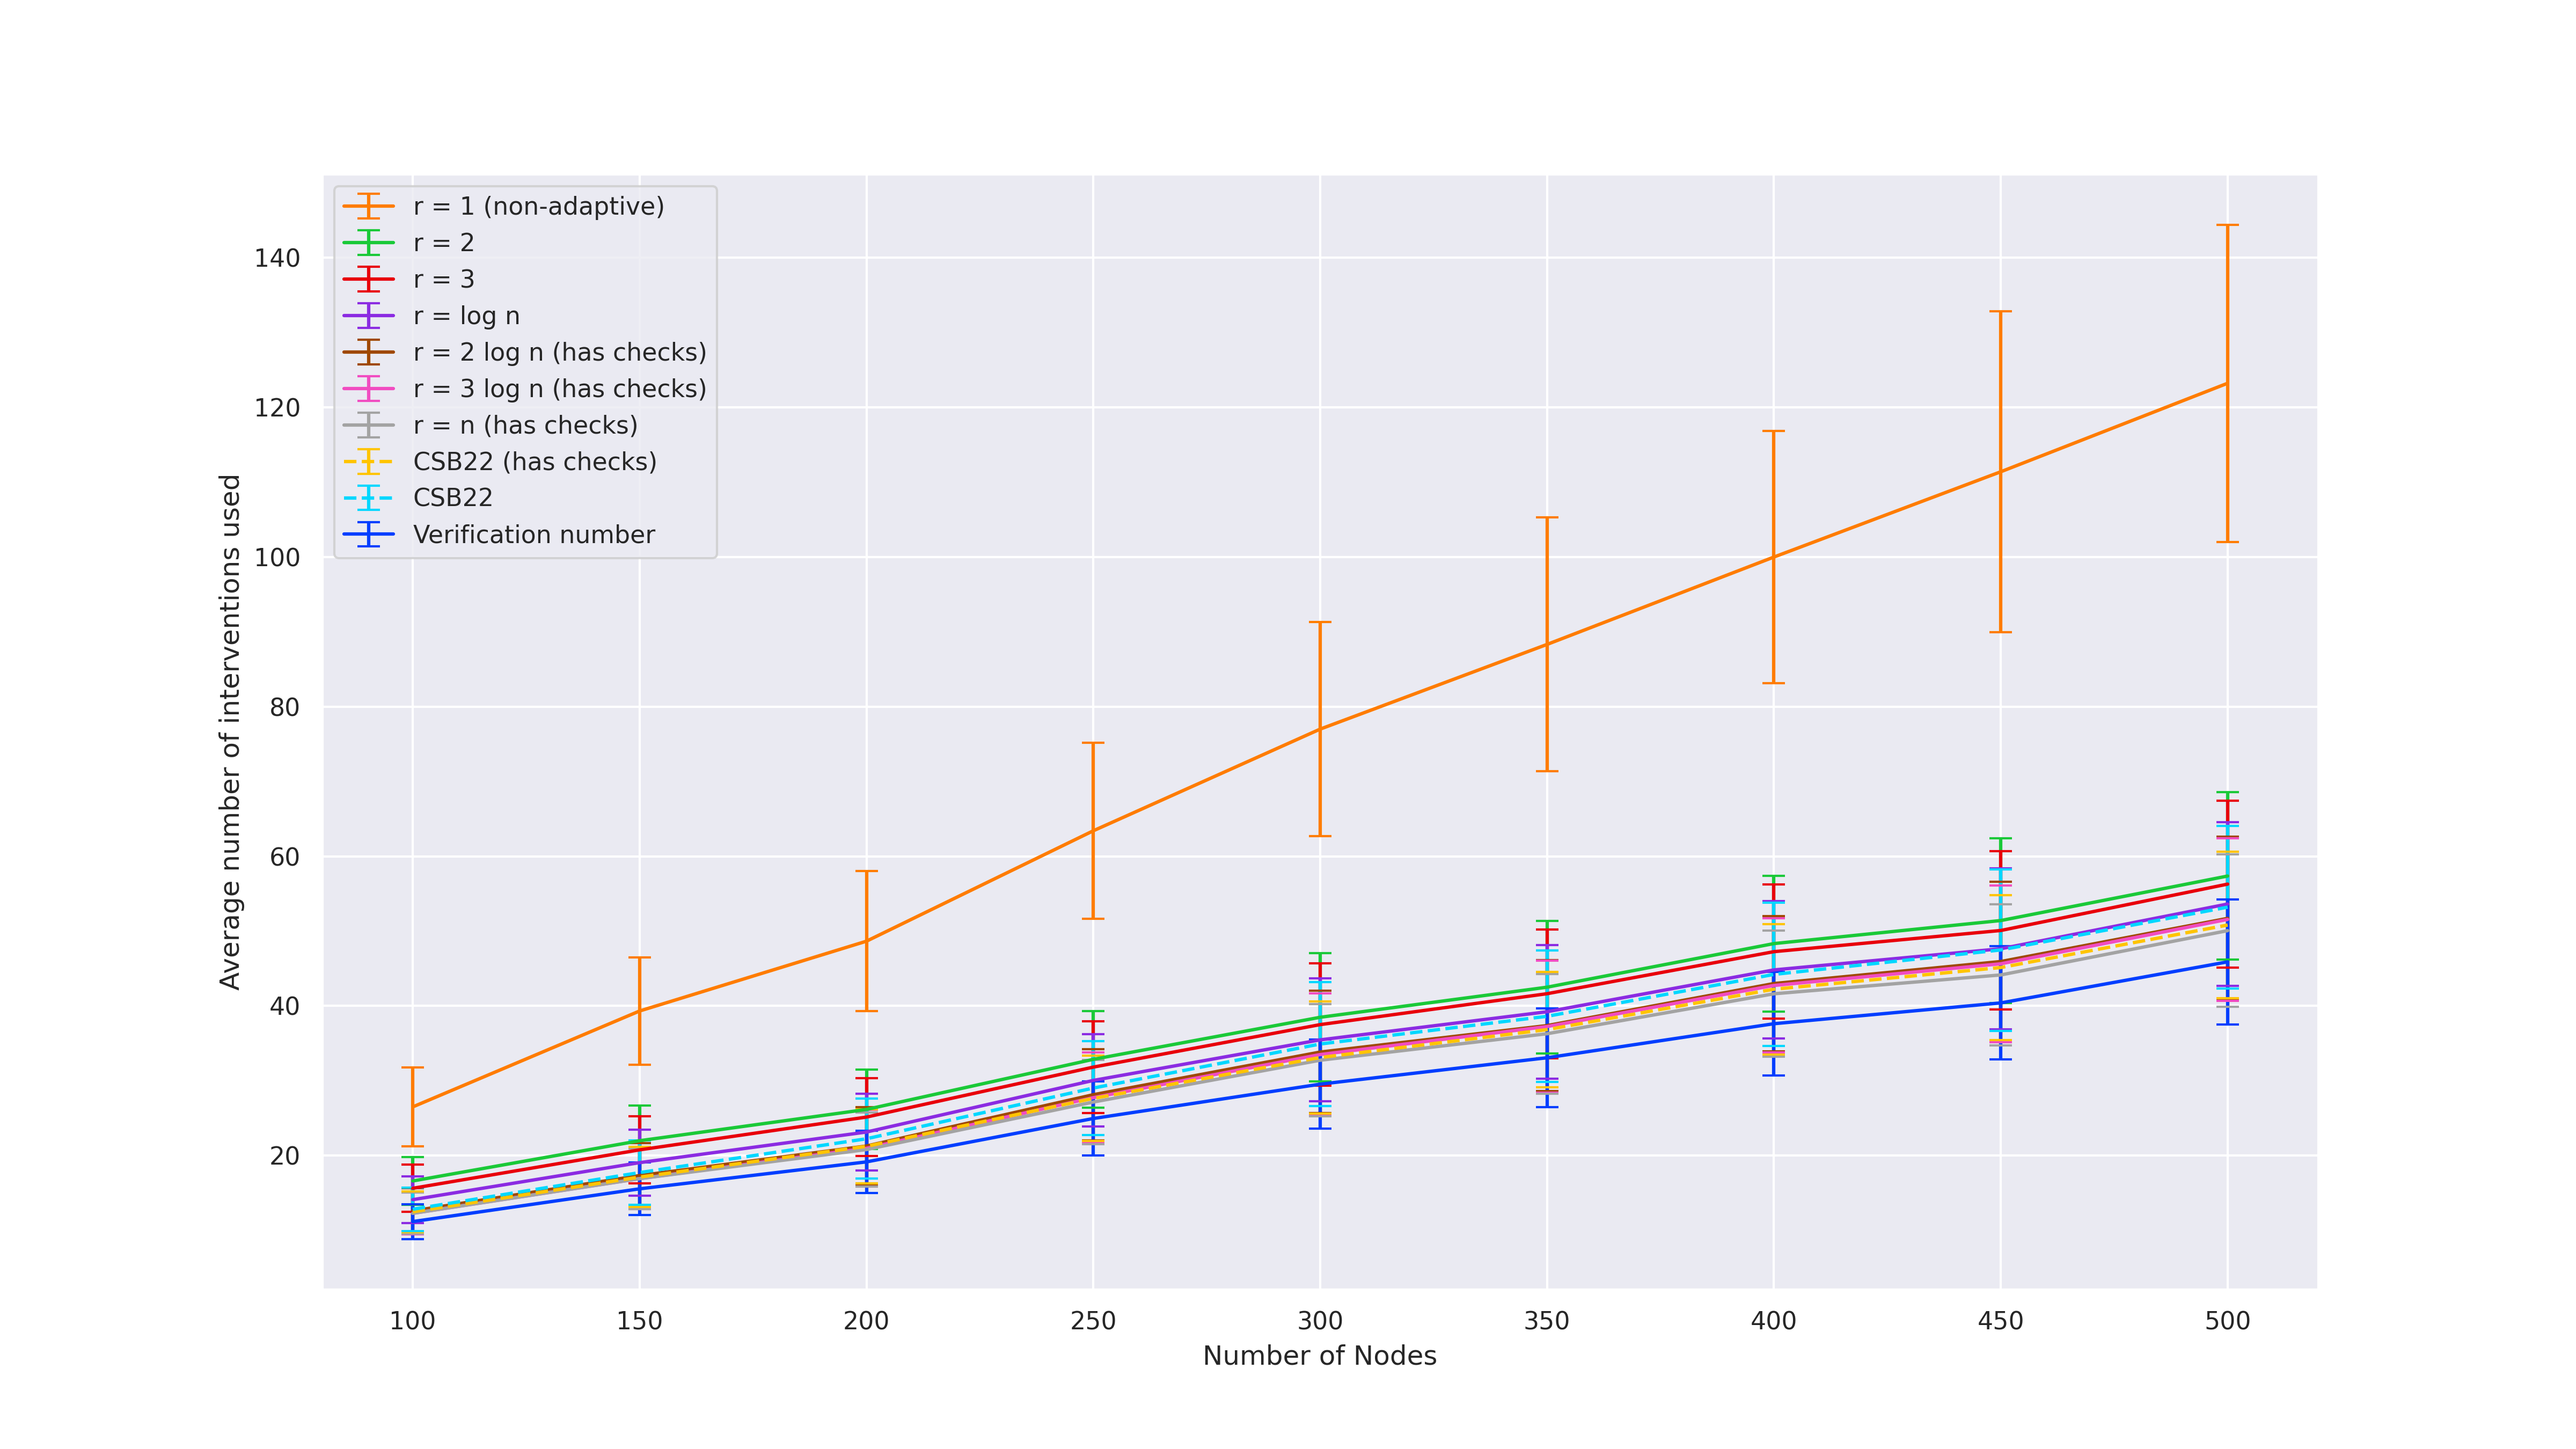 r = 1 (non-adaptive)
r = 2
r = 3
r = log n
r = 2 log n (has checks)
r = 3 log n (has checks)
r = n (has checks)
CSB22 (has checks)
CSB22
Verification number
140
120
100
80
60
40
20
Average number of interventions used
100 150 200 250 300 350 400 450 500
Number of Nodes